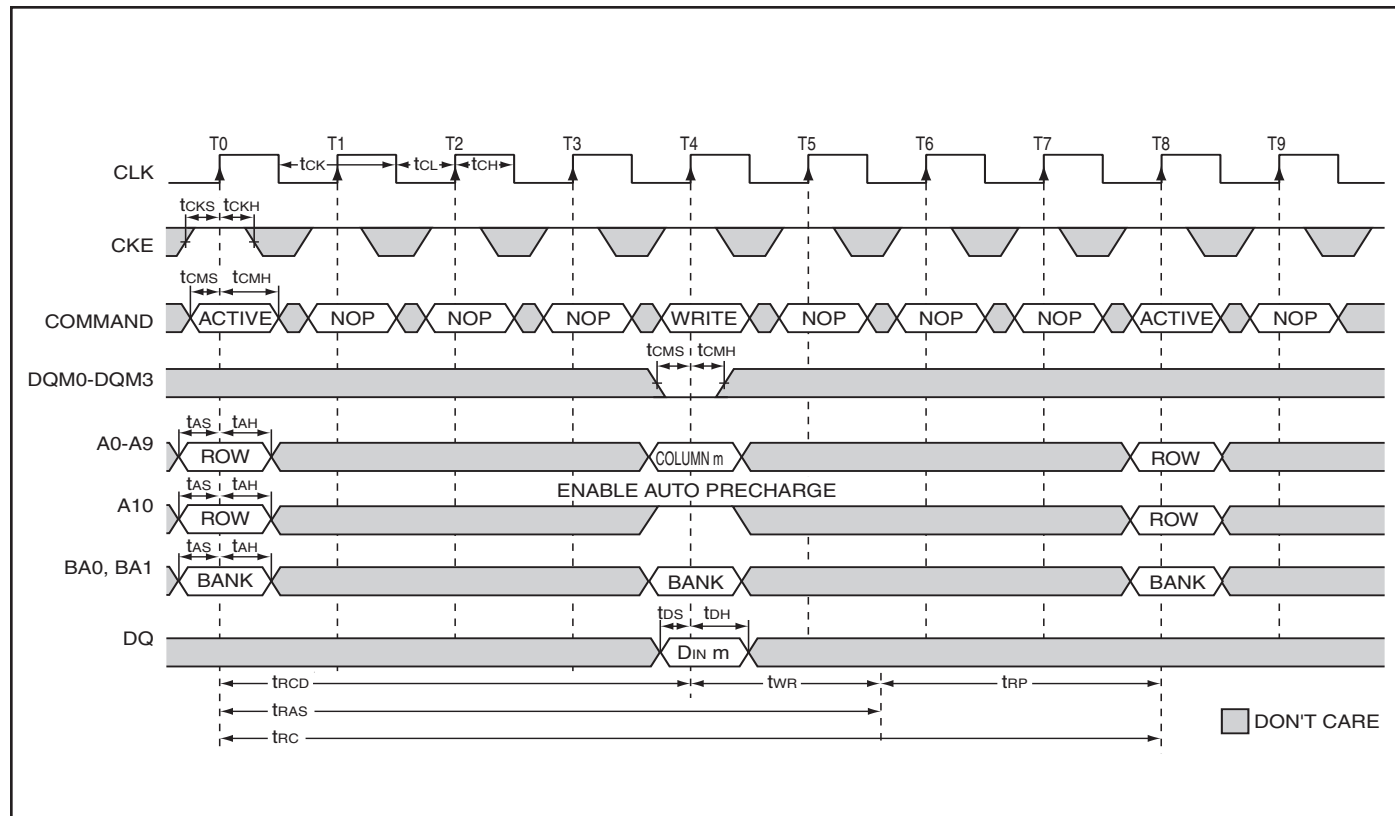 T0 T1 T2 T3 T4 T5 T6 T7 T8 T9
CLK tCK tCL tCH
tCKS tCKH
CKE
tCMS tCMH
COMMAND ACTIVE NOP NOP NOP WRITE NOP NOP NOP ACTIVE NOP
tCMS tCMH
DQM0-DQM3
tAS tAH
A0-A9 ROW COLUMN m ROW
tAS tAH ENABLE AUTO PRECHARGE
A10 ROW ROW
tAS tAH
BA0, BA1 BANK BANK BANK
tDS tDH
DQ DIN m
tRCD tWR tRP
tRAS
tRC
DON'T CARE